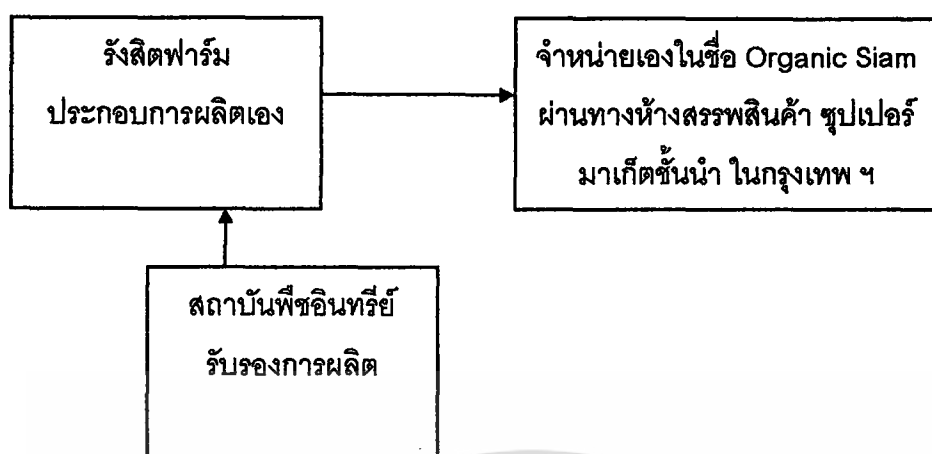 รังสิตฟาร์ม
ประกอบการผลิตเอง
จำหน่ายเองในชื่อ Organic Siam
ผ่านทางห้างสรรพสินค้า ซุปเปอร์
มาเก็ตชั้นนำ ในกรุงเทพ ฯ
สถาบันพืชอินทรีย์
รับรองการผลิต